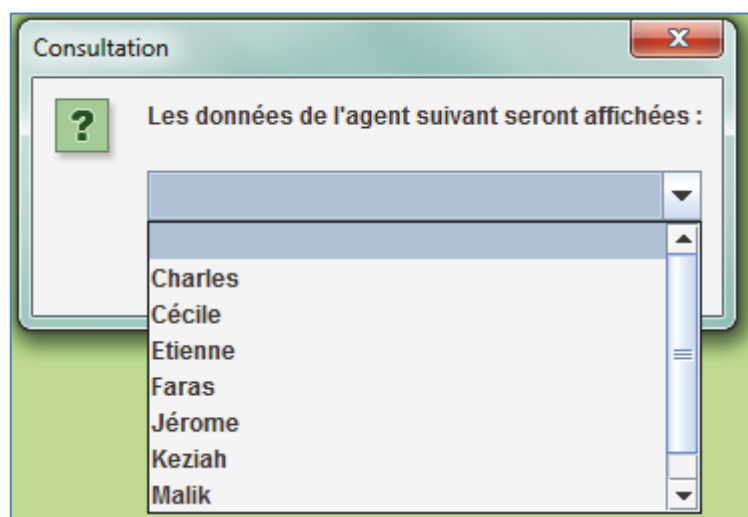 Consultation
Les données de l'agent suivant seront affichées :
Charles
Cécile
Etienne
Faras
Jérome
Keziah
Malik